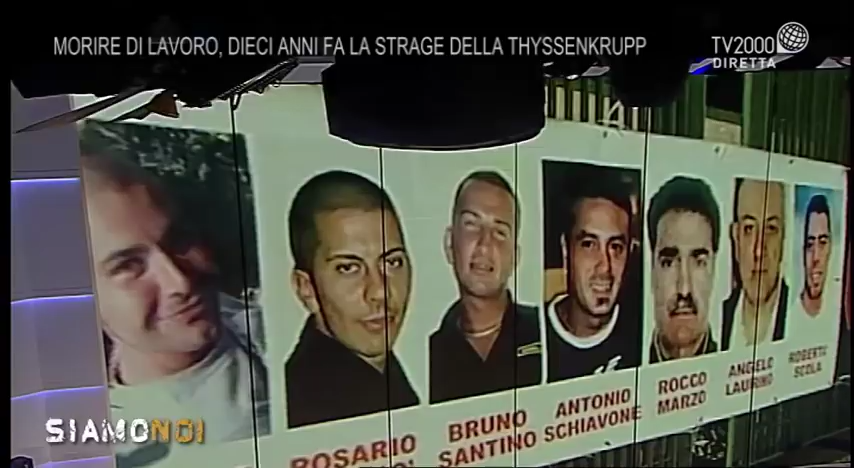 MORIRE DI LAVORO, DIECI ANNI FA LA STRAGE DELLA THYSSENKRUPP
TV2000
DIRETTA
ROSARIO
BRUNO
SANTINO
ANTONIO
SCHIAVONE
ROCCO
MARZO
ANGELO
LAURINO
ROBERTO
SCOLA
SIAMONOI